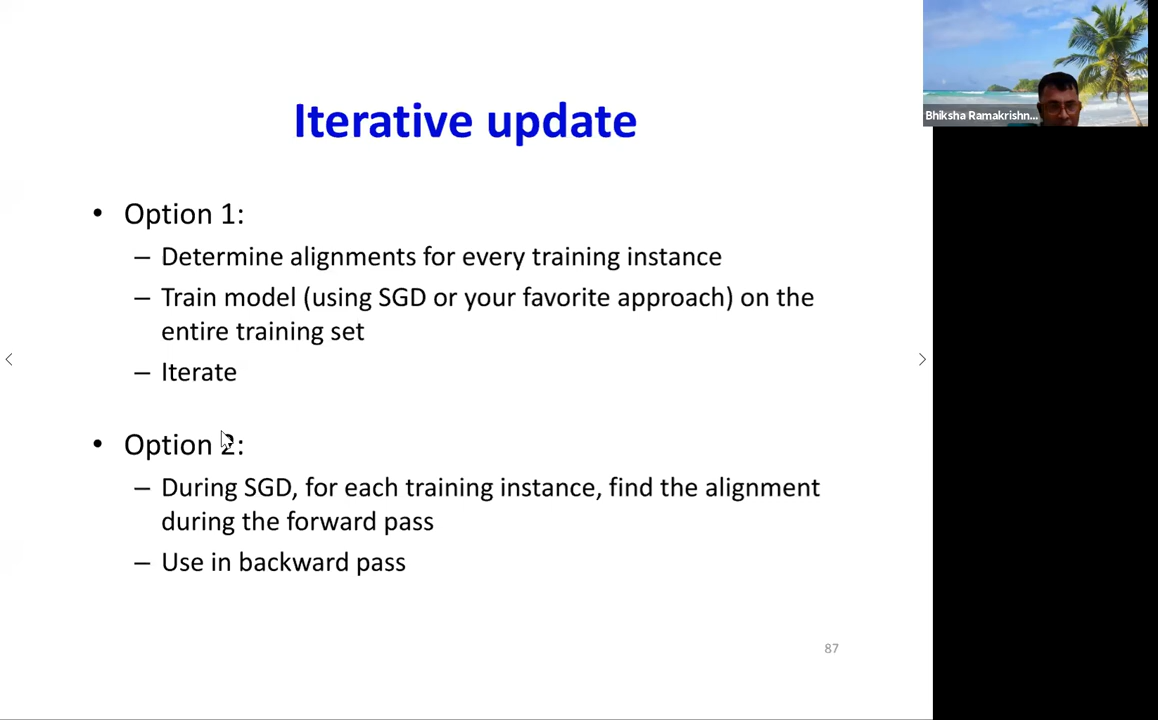 Iterative update
• Option 1:
– Determine alignments for every training instance
– Train model (using SGD or your favorite approach) on the
entire training set
– Iterate
• Option 2:
– During SGD, for each training instance, find the alignment
during the forward pass
– Use in backward pass
87
Bhiksha Ramakrishn...